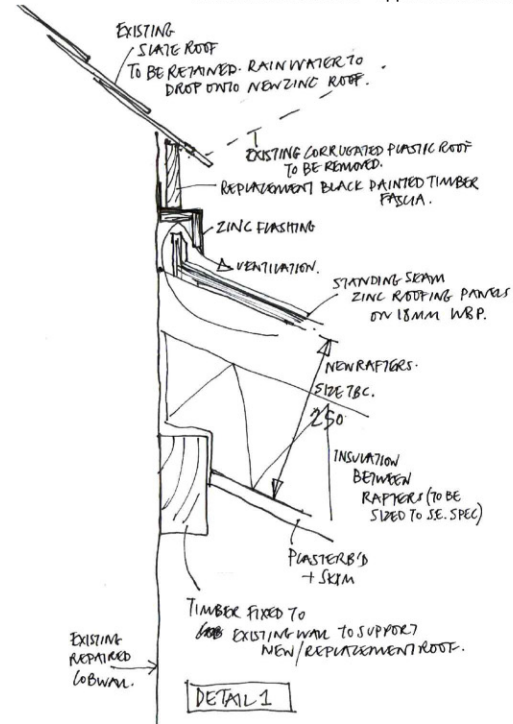 EXISTING
SLATE ROOF
TO BE RETAINED. RAINWATER TO
DROP ONTO NEW ZINC ROOF.
EXISTING CORRUGATED PLASTIC ROOF
TO BE REMOVED.
REPLACEMENT BLACK PAINTED TIMBER
FASCIA.
ZINC FLASHING
VENTILATION.
STANDING SEAM
ZINC ROOFING PANELS
ON 18MM WBP.
NEW RAFTERS.
SIZE TBC.
250
INSULATION
BETWEEN
RAFTERS (TO BE
SIZED TO S.E. SPEC)
PLASTERB'D
+ SKIM
TIMBER FIXED TO
EXISTING WALL TO SUPPORT
NEW/REPLACEMENT ROOF.
EXISTING
REPAIRED
COBWALL.
DETAIL 1